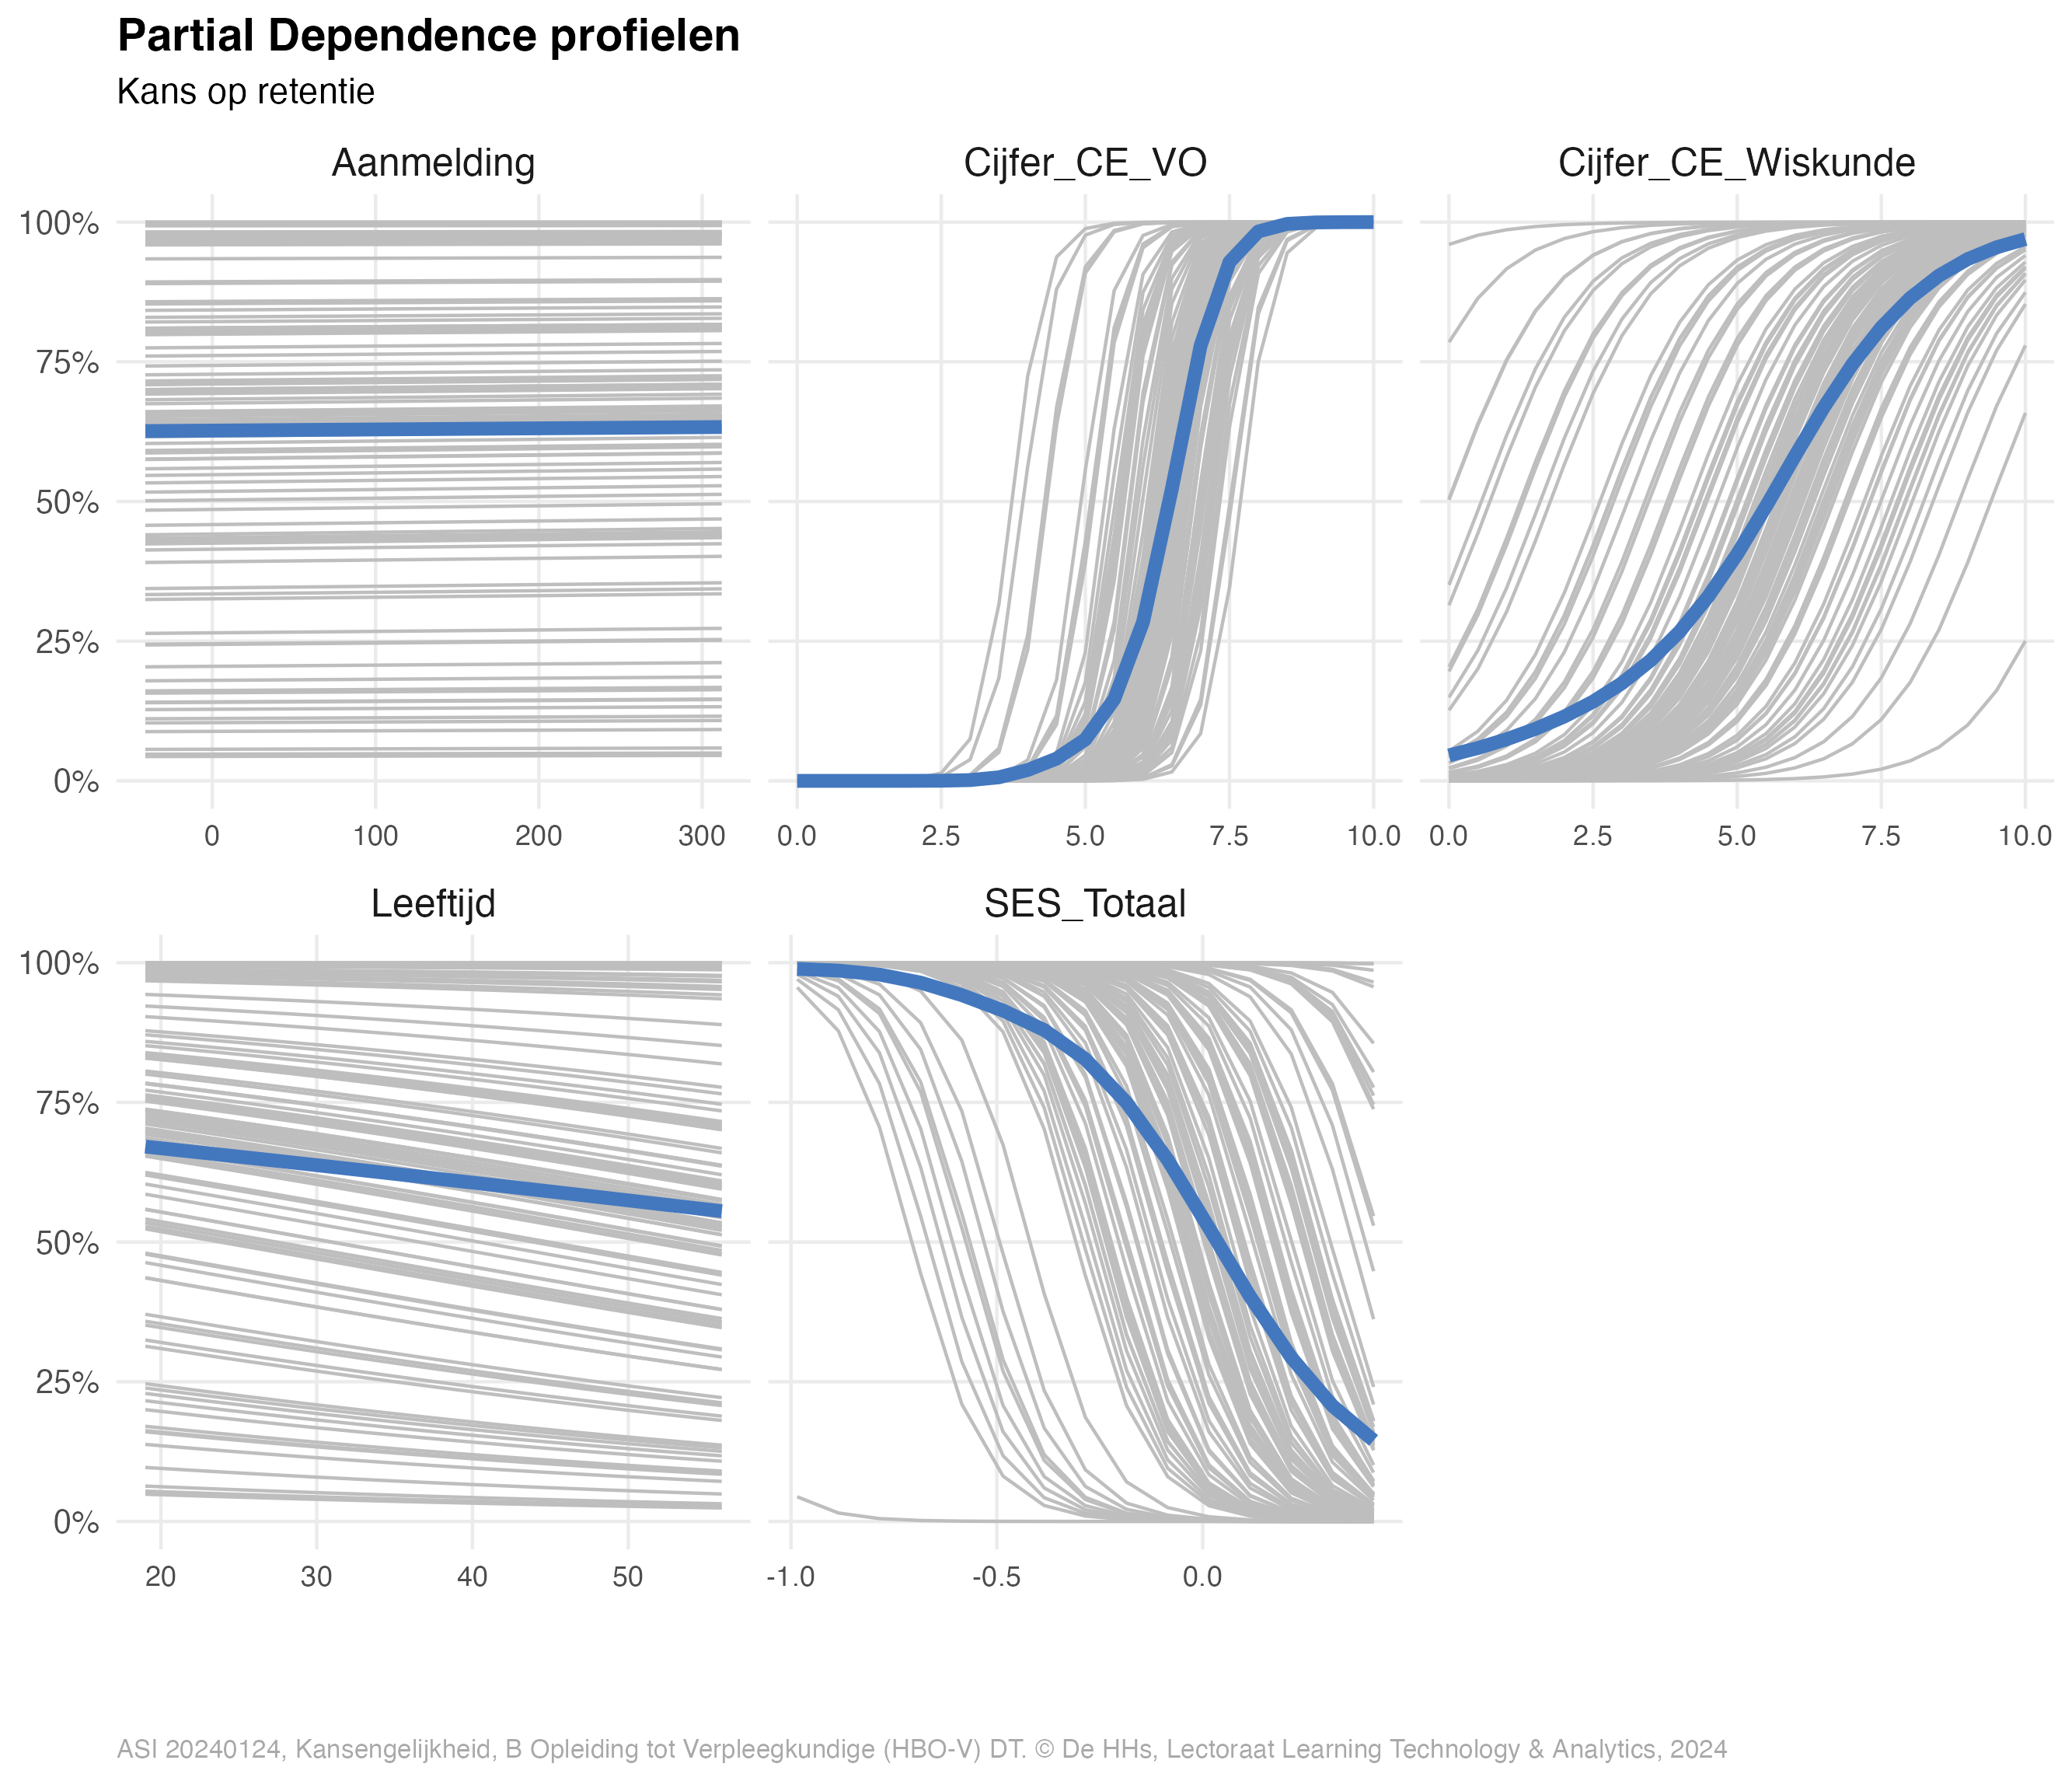 Partial Dependence profielen
Kans op retentie
Aanmelding
Cijfer_CE_VO
Cijfer_CE_Wiskunde
100%
75%
50%
25%
0%
0 100 200 300
0.0 2.5 5.0 7.5 10.0
0.0 2.5 5.0 7.5 10.0
Leeftijd
SES_Totaal
100%
75%
50%
25%
0%
20 30 40 50
-1.0 -0.5 0.0
ASI 20240124, Kansengelijkheid, B Opleiding tot Verpleegkundige (HBO-V) DT. © De HHs, Lectoraat Learning Technology & Analytics, 2024